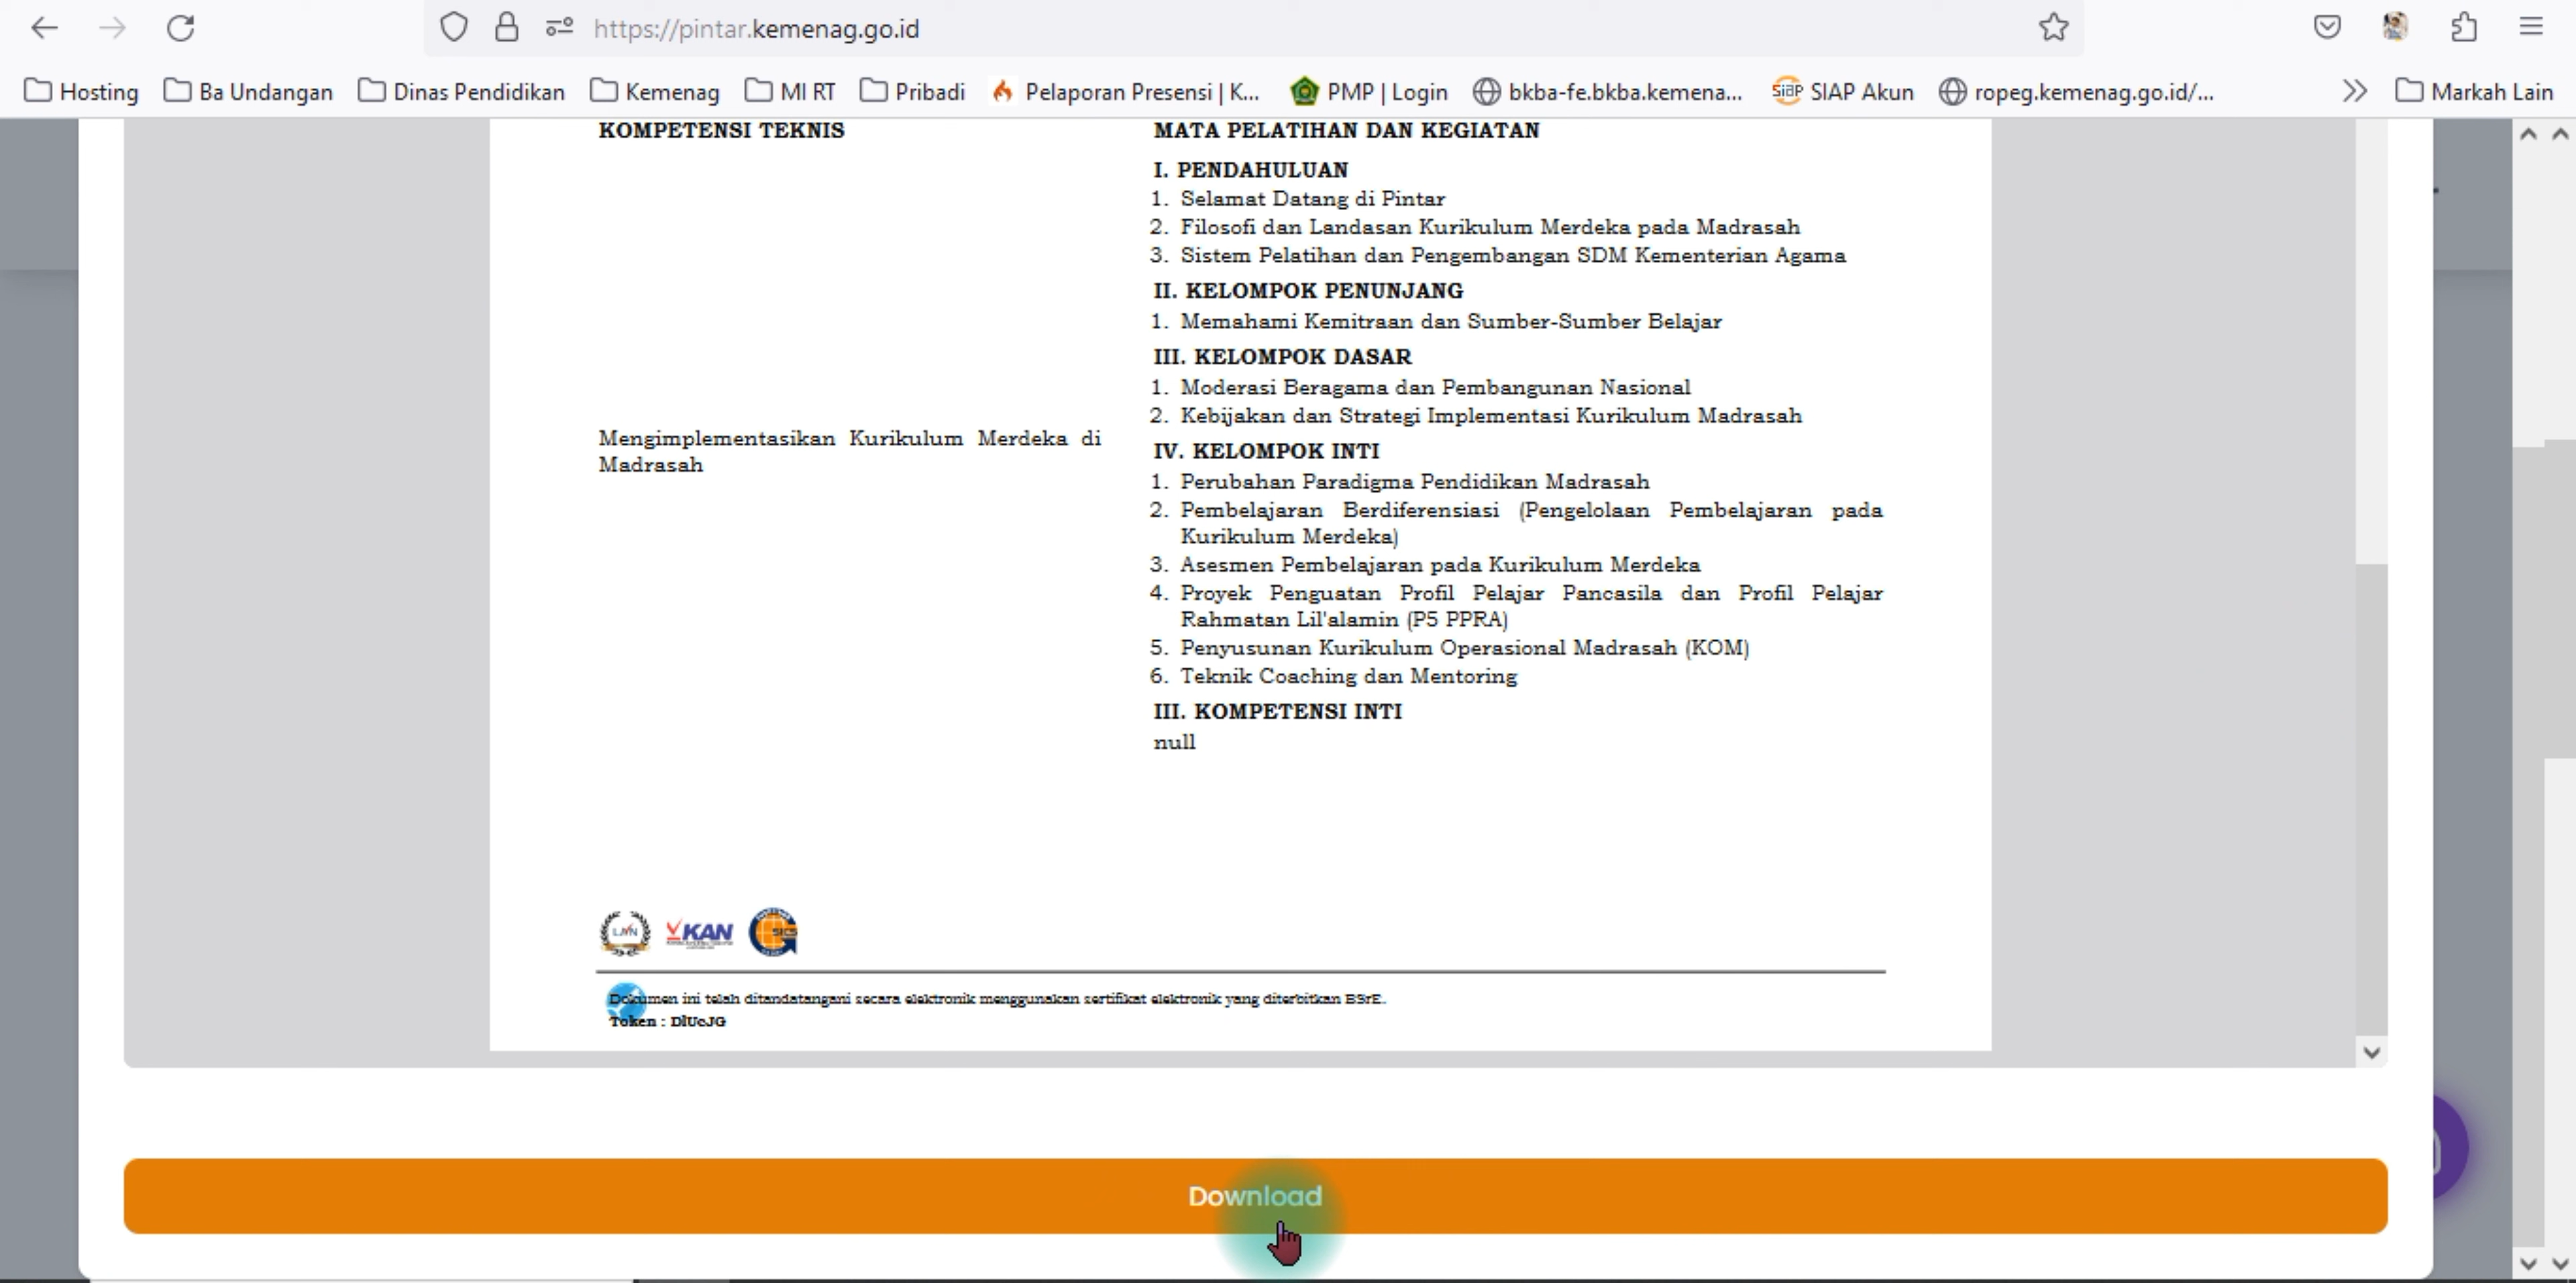 https://pintar.kemenag.go.id
Hosting Ba Undangan Dinas Pendidikan Kemenag MI RT Pribadi Pelaporan Presensi | K... PMP | Login bkba-fe.bkba.kemena... SIAP SIAP Akun ropeg.kemenag.go.id/... Markah Lain
KOMPETENSI TEKNIS
MATA PELATIHAN DAN KEGIATAN
I. PENDAHULUAN
1. Selamat Datang di Pintar
2. Filosofi dan Landasan Kurikulum Merdeka pada Madrasah
3. Sistem Pelatihan dan Pengembangan SDM Kementerian Agama
II. KELOMPOK PENUNJANG
1. Memahami Kemitraan dan Sumber-Sumber Belajar
III. KELOMPOK DASAR
1. Moderasi Beragama dan Pembangunan Nasional
2. Kebijakan dan Strategi Implementasi Kurikulum Madrasah
Mengimplementasikan Kurikulum Merdeka di
Madrasah
IV. KELOMPOK INTI
1. Perubahan Paradigma Pendidikan Madrasah
2. Pembelajaran Berdiferensiasi (Pengelolaan Pembelajaran pada
Kurikulum Merdeka)
3. Asesmen Pembelajaran pada Kurikulum Merdeka
4. Proyek Penguatan Profil Pelajar Pancasila dan Profil Pelajar
Rahmatan Lil'alamin (P5 PPRA)
5. Penyusunan Kurikulum Operasional Madrasah (KOM)
6. Teknik Coaching dan Mentoring
III. KOMPETENSI INTI
null
LAN KAN SICS
Dokumen ini telah ditandatangani secara elektronik menggunakan sertifikat elektronik yang diterbitkan BSrE.
Token : DlUcJG
Download